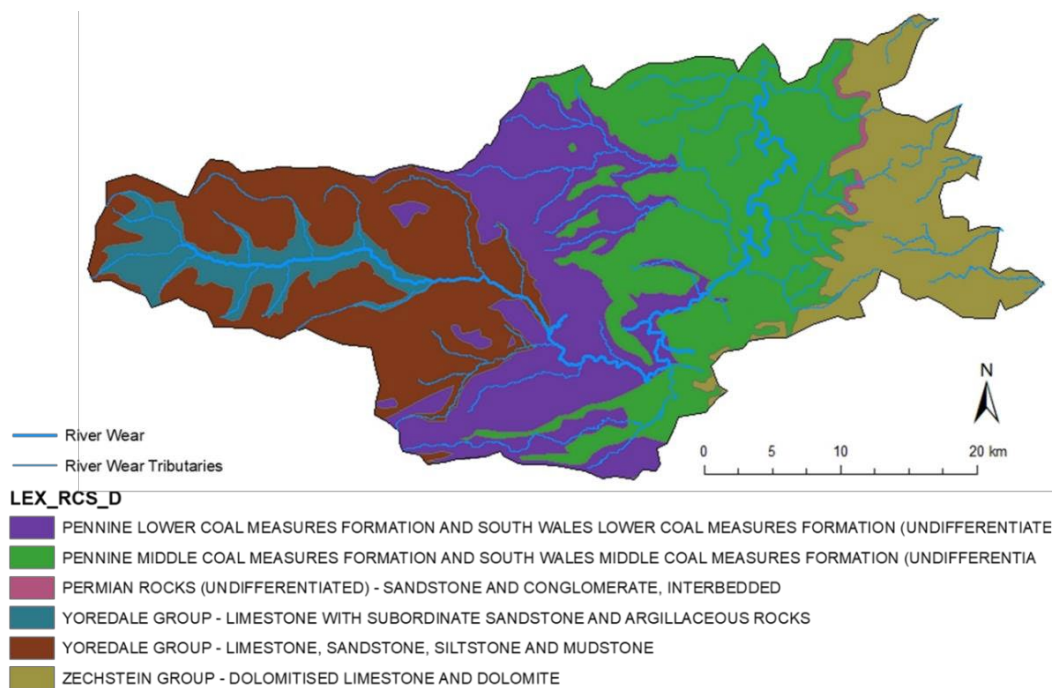 N
River Wear
River Wear Tributaries
0 5 10 20 km
LEX_RCS_D
PENNINE LOWER COAL MEASURES FORMATION AND SOUTH WALES LOWER COAL MEASURES FORMATION (UNDIFFERENTIATE
PENNINE MIDDLE COAL MEASURES FORMATION AND SOUTH WALES MIDDLE COAL MEASURES FORMATION (UNDIFFERENTIA
PERMIAN ROCKS (UNDIFFERENTIATED) - SANDSTONE AND CONGLOMERATE, INTERBEDDED
YOREDALE GROUP - LIMESTONE WITH SUBORDINATE SANDSTONE AND ARGILLACEOUS ROCKS
YOREDALE GROUP - LIMESTONE, SANDSTONE, SILTSTONE AND MUDSTONE
ZECHSTEIN GROUP - DOLOMITISED LIMESTONE AND DOLOMITE